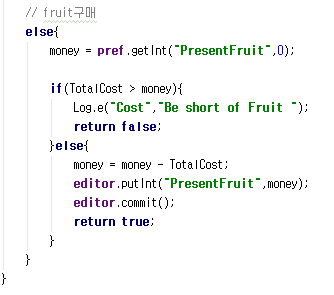 // fruit구매
else{
money = pref.getInt("PresentFruit",0);
if(TotalCost > money){
Log.e("Cost","Be short of Fruit ");
return false;
}else{
money = money - TotalCost;
editor.putInt("PresentFruit",money);
editor.commit();
return true;
}
}
}